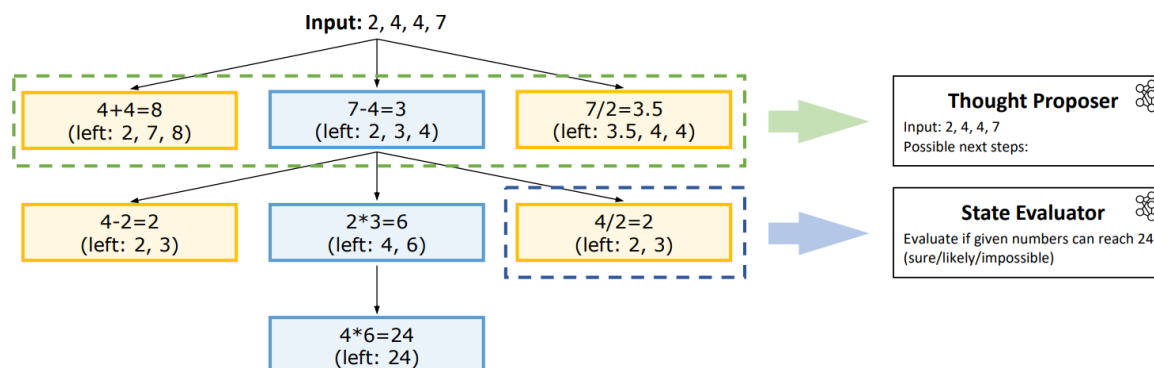 Input: 2, 4, 4, 7
4+4=8
(left: 2, 7, 8)
7-4=3
(left: 2, 3, 4)
7/2=3.5
(left: 3.5, 4, 4)
Thought Proposer
Input: 2, 4, 4, 7
Possible next steps:
4-2=2
(left: 2, 3)
2*3=6
(left: 4, 6)
4/2=2
(left: 2, 3)
State Evaluator
Evaluate if given numbers can reach 24
(sure/likely/impossible)
4*6=24
(left: 24)